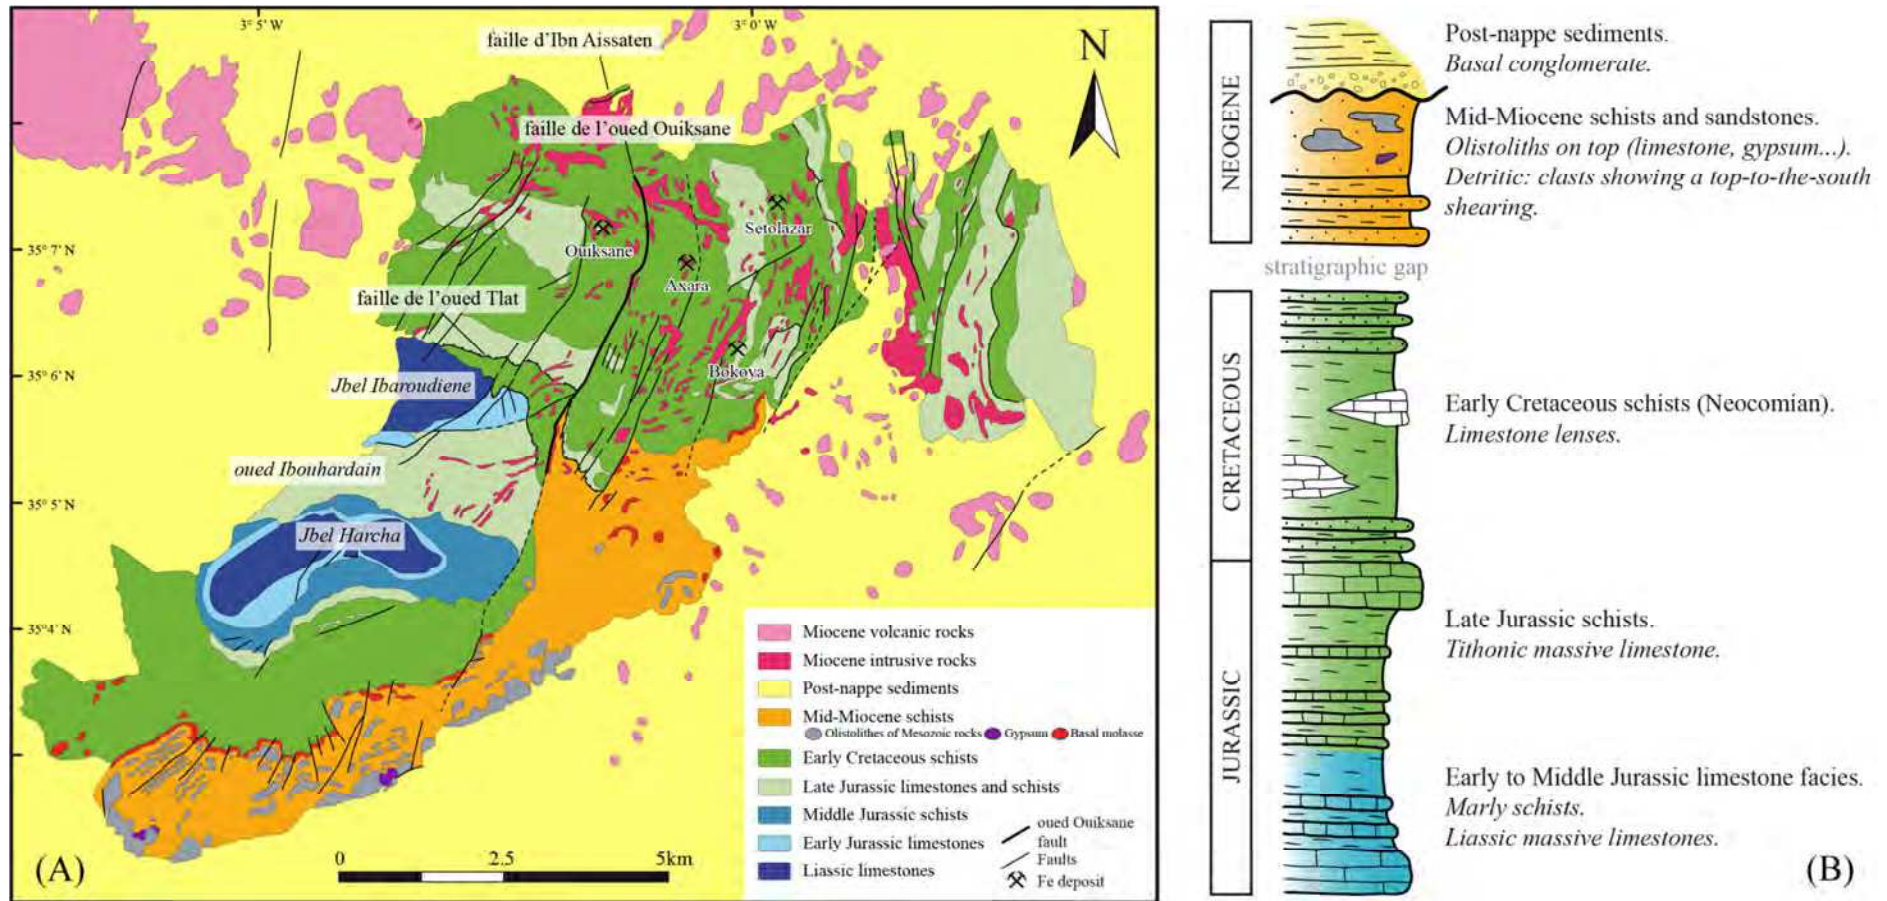 3° 5' W
3° 0' W
faille d'Ibn Aissaten
N
faille de l'oued Ouiksane
Setolazar
35° 7' N
Ouiksane
Axara
faille de l'oued Tlat
35° 6' N
Jbel Ibaroudiene
Bokoya
oued Ibouhardain
35° 5' N
Jbel Harcha
35° 4' N
Miocene volcanic rocks
Miocene intrusive rocks
Post-nappe sediments
Mid-Miocene schists
Olistolithes of Mesozoic rocks Gypsum Basal molasse
Early Cretaceous schists
Late Jurassic limestones and schists
Middle Jurassic schists
Early Jurassic limestones
Liassic limestones
oued Ouiksane
fault
Faults
Fe deposit
0 2.5 5km
(A)
NEOGENE
Post-nappe sediments.
Basal conglomerate.
Mid-Miocene schists and sandstones.
Olistoliths on top (limestone, gypsum...).
Detritic: clasts showing a top-to-the-south
shearing.
stratigraphic gap
CRETACEOUS
Early Cretaceous schists (Neocomian).
Limestone lenses.
JURASSIC
Late Jurassic schists.
Tithonic massive limestone.
Early to Middle Jurassic limestone facies.
Marly schists.
Liassic massive limestones.
(B)